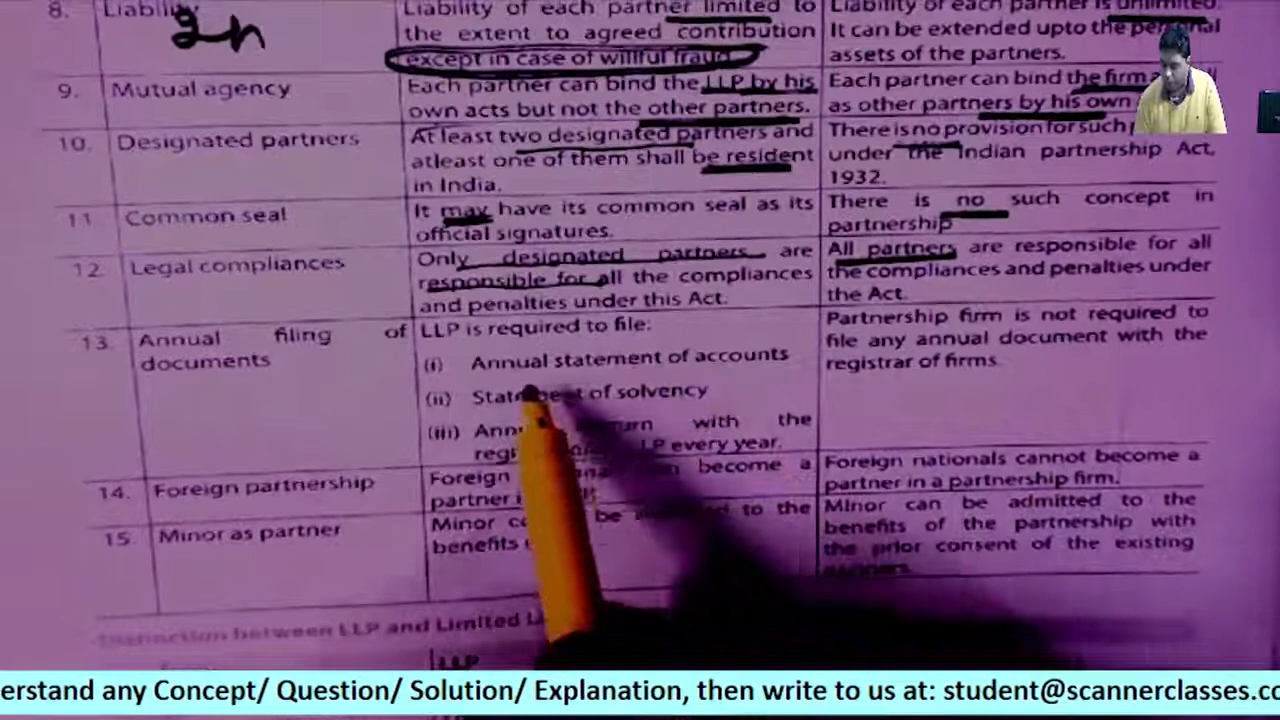 8. Liability Liability of each partner limited to Liability of each partner is unlimited.
the extent to agreed contribution It can be extended upto the personal
except in case of willful fraud. assets of the partners.
9. Mutual agency Each partner can bind the LLP by his Each partner can bind the firm
own acts but not the other partners. as other partners by his own
10. Designated partners At least two designated partners and There is no provision for such
atleast one of them shall be resident under the Indian partnership Act,
in India. 1932.
11. Common seal It may have its common seal as its There is no such concept in
official signatures. partnership
12. Legal compliances Only designated partners are All partners are responsible for all
responsible for all the compliances the compliances and penalties under
and penalties under this Act. the Act.
13. Annual filing of LLP is required to file: Partnership firm is not required to
documents file any annual document with the
(i) Annual statement of accounts registrar of firms.
(ii) of solvency
(iii) with the
every year.
14. Foreign partnership Foreign become a Foreign nationals cannot become a
partner partner in a partnership firm.
15. Minor as partner Minor be to the Minor can be admitted to the
benefits benefits of the partnership with
the prior consent of the existing
Distinction between LLP and Limited
LLP
erstand any Concept/ Question/ Solution/ Explanation, then write to us at: student@scannerclasses.c